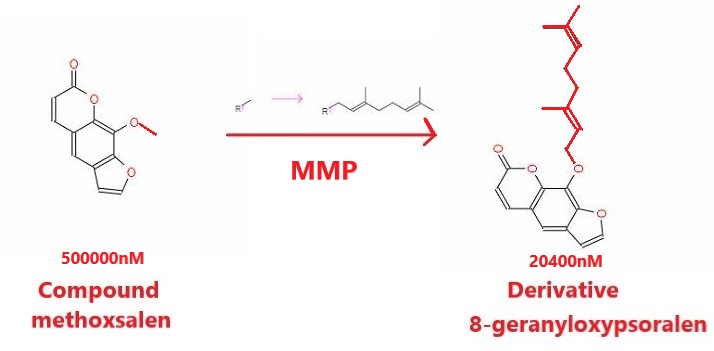 O
O
O
O
R
R
MMP
O
O
O
O
500000nM
20400nM
Compound
methoxsalen
Derivative
8-geranyloxypsoralen